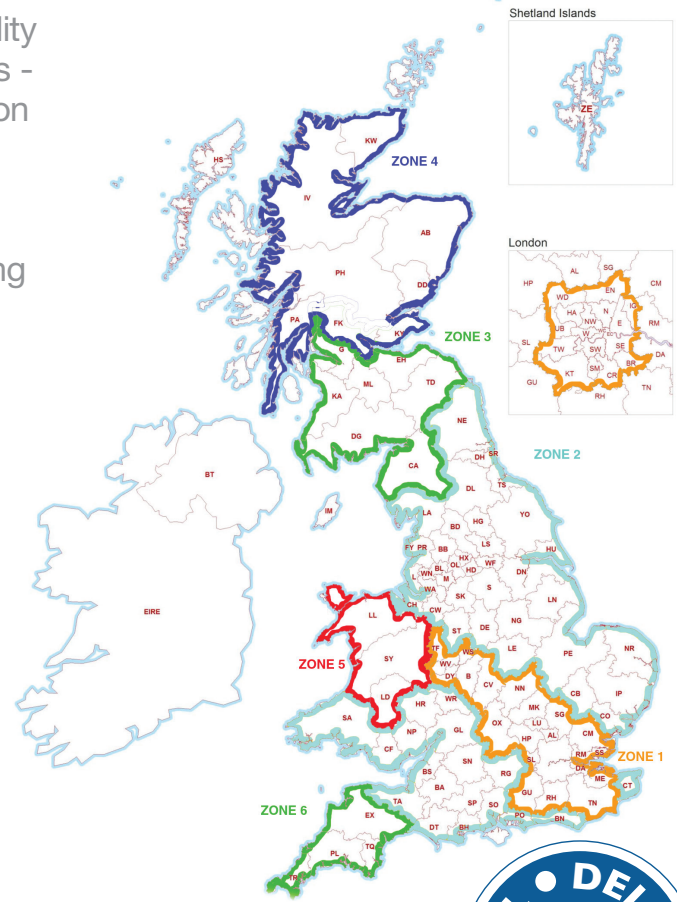 lity
s -
on
ng
Shetland Islands
ZE
London
HP
AL
SG
CM
WD
EN
IG
HA
N
UB
NW
E
RM
W
WC
EC
SL
TW
SW
SE
DA
KT
SM
BR
CR
GU
RH
TN
HS
KW
ZONE 4
IV
AB
PH
DD
PA
FK
KY
ZONE 3
G
EH
ML
TD
KA
DG
NE
ZONE 2
CA
DH
SR
BT
DL
TS
IM
LA
YO
BD
HG
FY
PR
BB
LS
HU
HX
WF
OL
BL
WN
HD
DN
L
M
WA
S
LN
SK
CH
CW
EIRE
LL
NG
ST
DE
NR
TF
WS
LE
PE
ZONE 5
SY
WV
DY
B
CV
NN
CB
IP
LD
HR
WR
MK
SG
CO
SA
OX
LU
NP
GL
HP
AL
CM
CF
SS
RM
ZONE 1
SN
SL
DA
BS
RG
ME
CT
BA
GU
RH
TN
ZONE 6
TA
SP
SO
EX
PO
BN
DT
BH
PL
TQ
TR
DEL